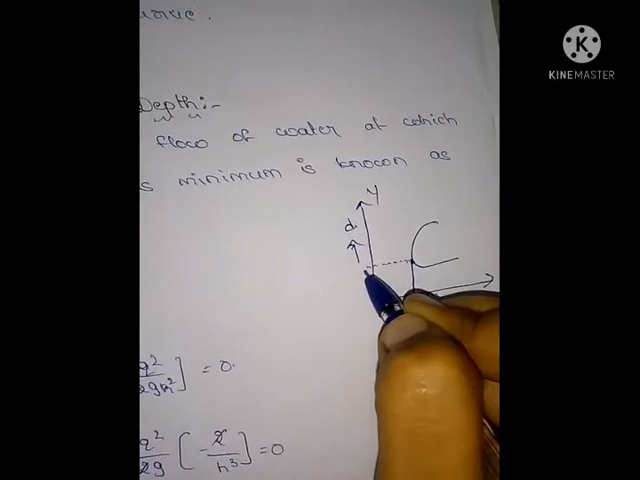 Depth:-
flow of water at which
s minimum is known as
Y
d
q²
2gh²] = 0
q²
2g [-2
h³] = 0
K
KINEMASTER